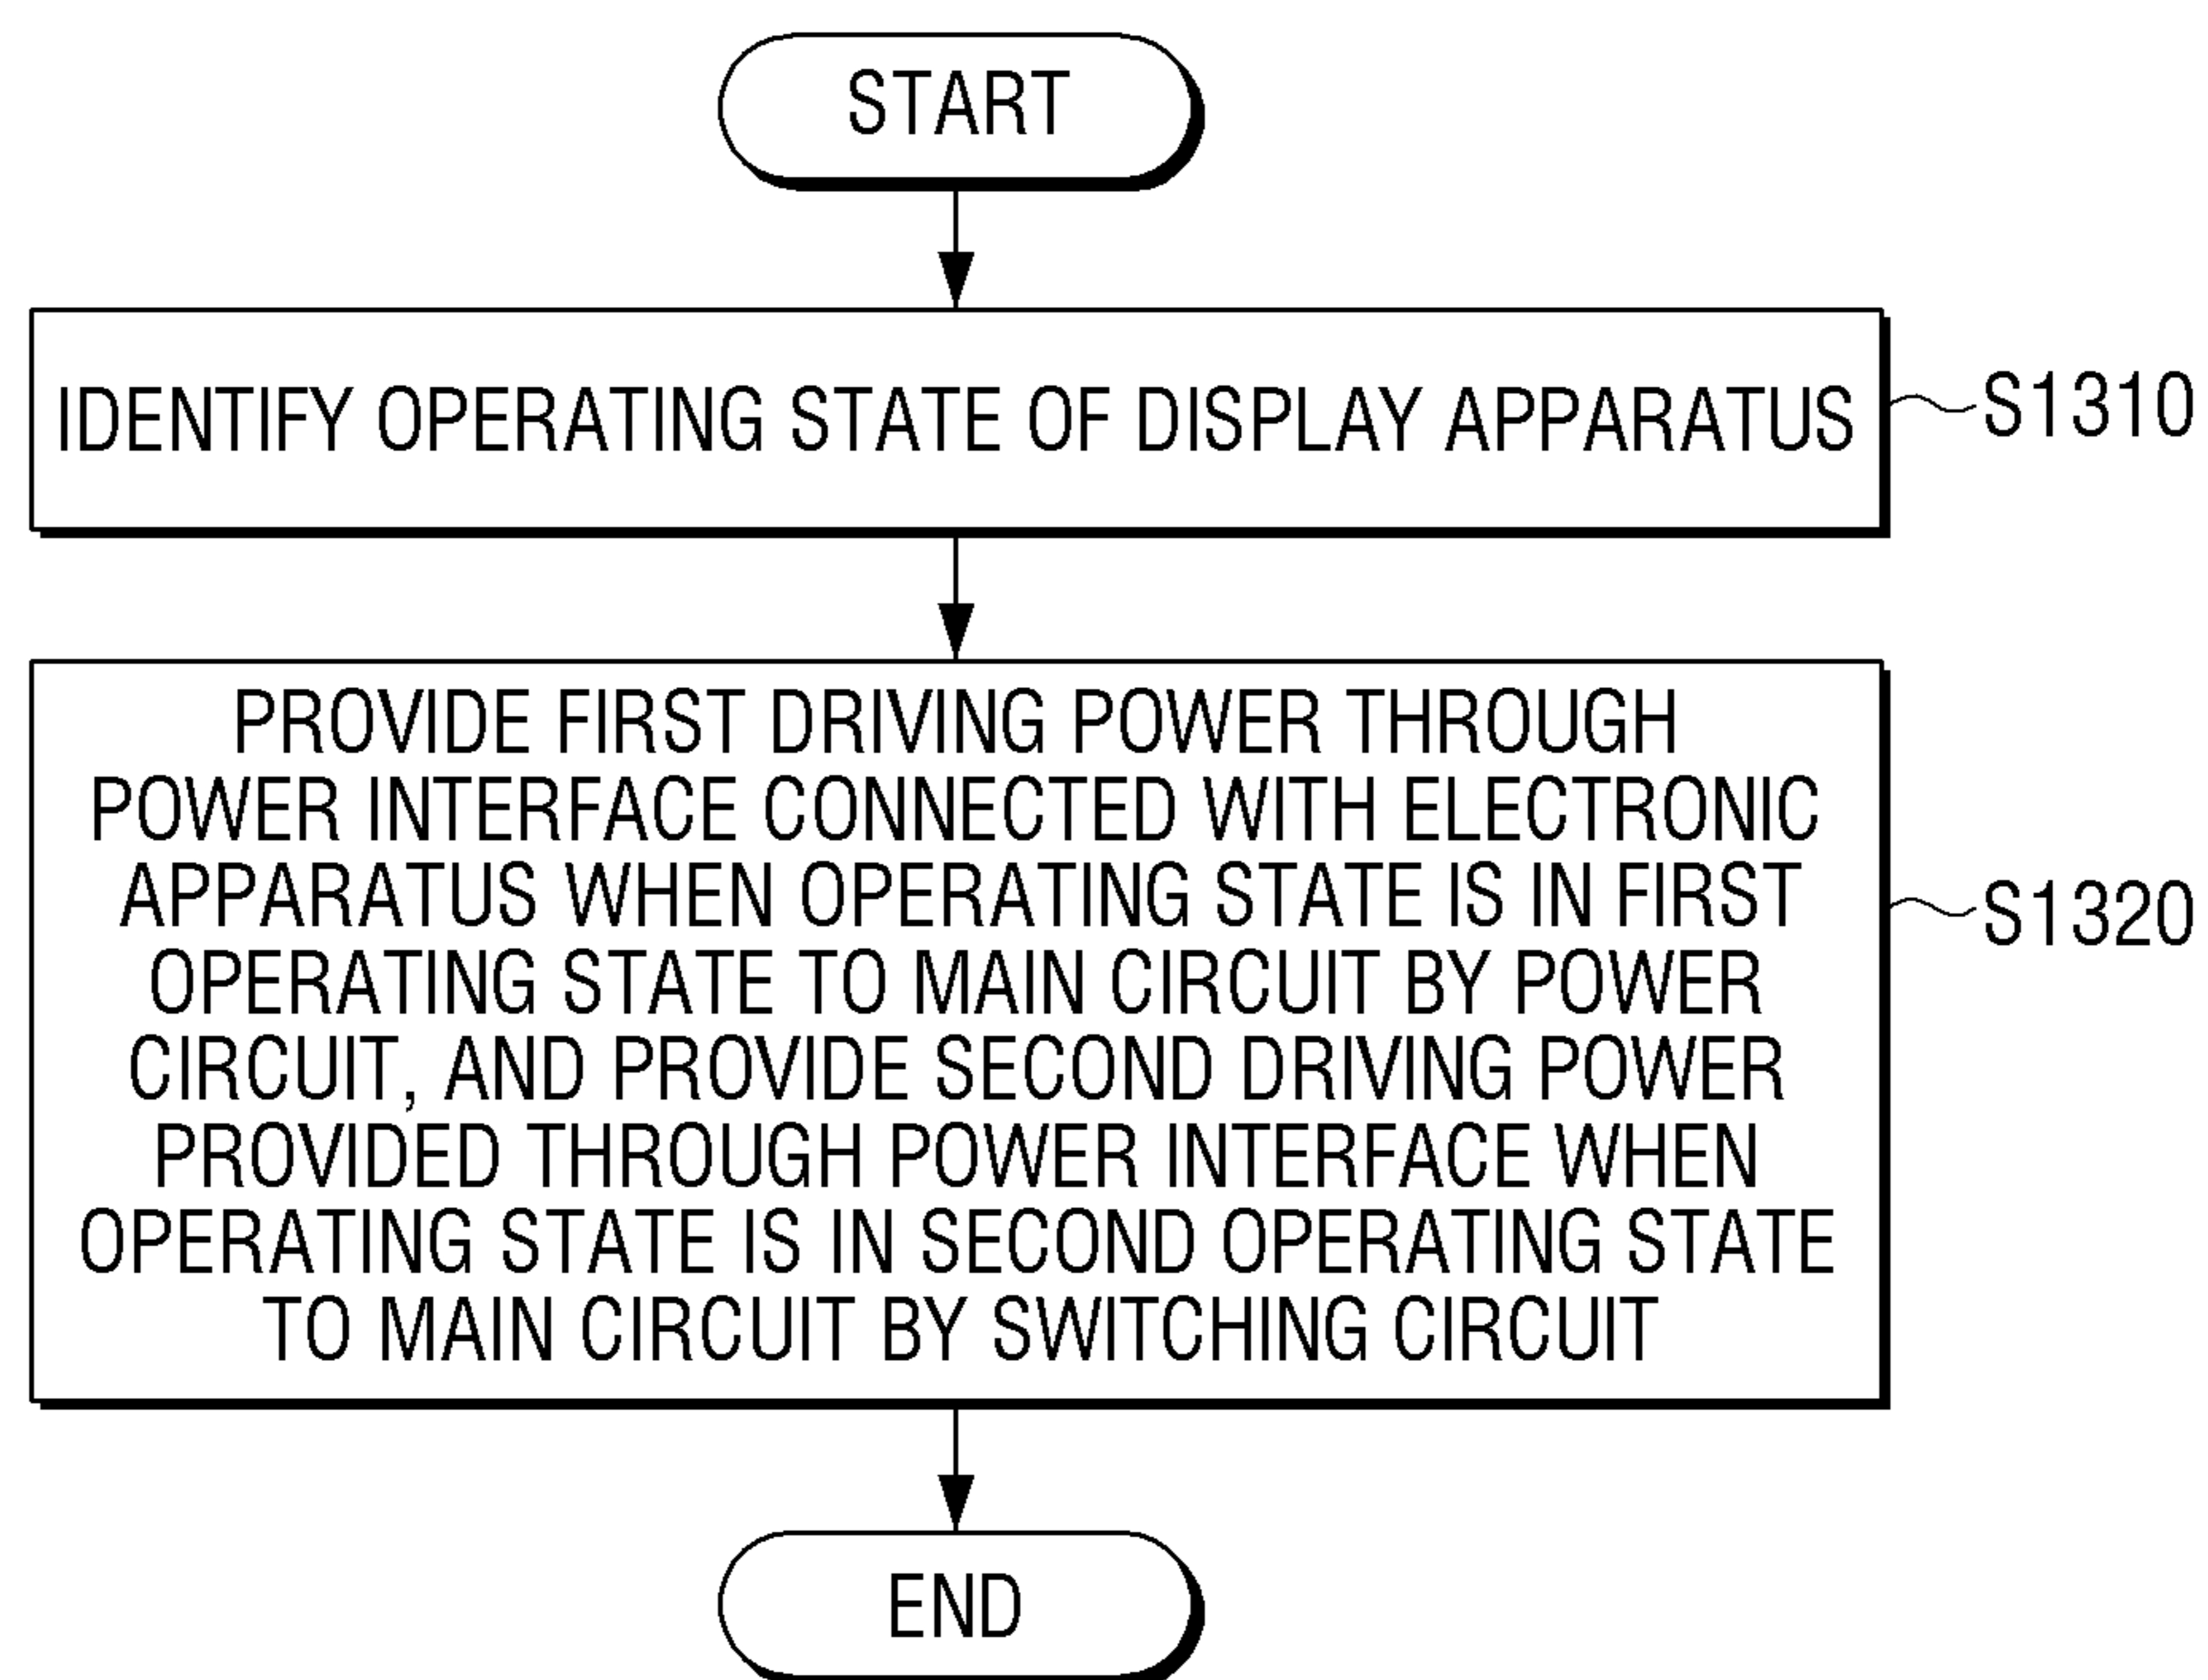 START
IDENTIFY OPERATING STATE OF DISPLAY APPARATUS
S1310
PROVIDE FIRST DRIVING POWER THROUGH
POWER INTERFACE CONNECTED WITH ELECTRONIC
APPARATUS WHEN OPERATING STATE IS IN FIRST
OPERATING STATE TO MAIN CIRCUIT BY POWER
CIRCUIT, AND PROVIDE SECOND DRIVING POWER
PROVIDED THROUGH POWER INTERFACE WHEN
OPERATING STATE IS IN SECOND OPERATING STATE
TO MAIN CIRCUIT BY SWITCHING CIRCUIT
S1320
END